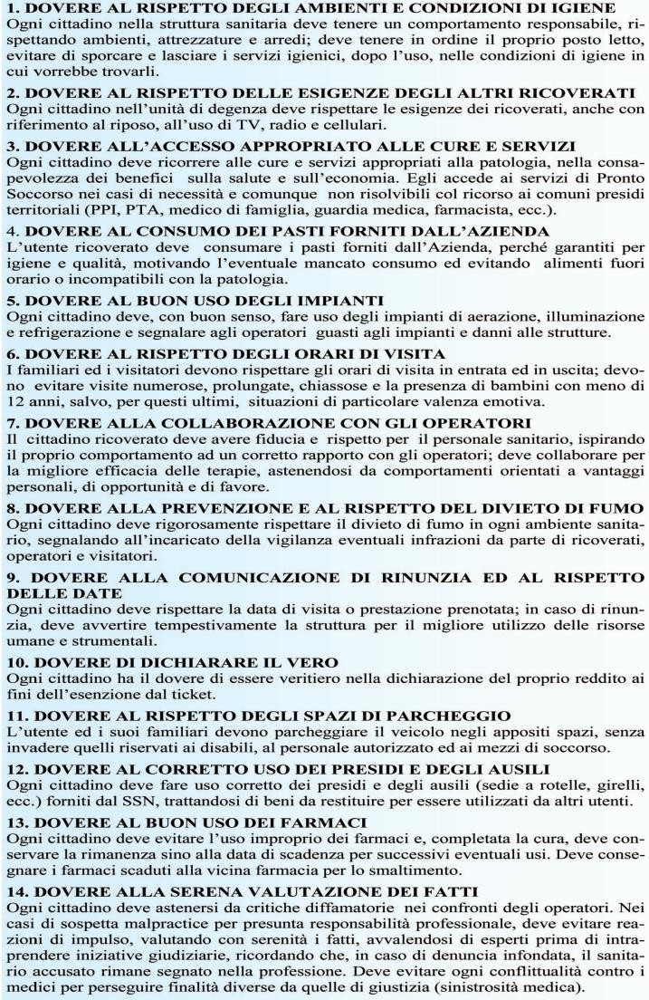 1. DOVERE AL RISPETTO DEGLI AMBIENTI E CONDIZIONI DI IGIENE
Ogni cittadino nella struttura sanitaria deve tenere un comportamento responsabile, ri-
spettando ambienti, attrezzature e arredi; deve tenere in ordine il proprio posto letto,
evitare di sporcare e lasciare i servizi igienici, dopo l'uso, nelle condizioni di igiene in
cui vorrebbe trovarli.
2. DOVERE AL RISPETTO DELLE ESIGENZE DEGLI ALTRI RICOVERATI
Ogni cittadino nell'unità di degenza deve rispettare le esigenze dei ricoverati, anche con
riferimento al riposo, all'uso di TV, radio e cellulari.
3. DOVERE ALL'ACCESSO APPROPRIATO ALLE CURE E SERVIZI
Ogni cittadino deve ricorrere alle cure e servizi appropriati alla patologia, nella consa-
pevolezza dei benefici sulla salute e sull'economia. Egli accede ai servizi di Pronto
Soccorso nei casi di necessità e comunque non risolvibili col ricorso ai comuni presidi
territoriali (PPI, PTA, medico di famiglia, guardia medica, farmacista, ecc.).
4. DOVERE AL CONSUMO DEI PASTI FORNITI DALL'AZIENDA
L'utente ricoverato deve consumare i pasti forniti dall'Azienda, perché garantiti per
igiene e qualità, motivando l'eventuale mancato consumo ed evitando alimenti fuori
orario o incompatibili con la patologia.
5. DOVERE AL BUON USO DEGLI IMPIANTI
Ogni cittadino deve, con buon senso, fare uso degli impianti di aerazione, illuminazione
e refrigerazione e segnalare agli operatori guasti agli impianti e danni alle strutture.
6. DOVERE AL RISPETTO DEGLI ORARI DI VISITA
I familiari ed i visitatori devono rispettare gli orari di visita in entrata ed in uscita; devo-
no evitare visite numerose, prolungate, chiassose e la presenza di bambini con meno di
12 anni, salvo, per questi ultimi, situazioni di particolare valenza emotiva.
7. DOVERE ALLA COLLABORAZIONE CON GLI OPERATORI
Il cittadino ricoverato deve avere fiducia e rispetto per il personale sanitario, ispirando
il proprio comportamento ad un corretto rapporto con gli operatori; deve collaborare per
la migliore efficacia delle terapie, astenendosi da comportamenti orientati a vantaggi
personali, di opportunità e di favore.
8. DOVERE ALLA PREVENZIONE E AL RISPETTO DEL DIVIETO DI FUMO
Ogni cittadino deve rigorosamente rispettare il divieto di fumo in ogni ambiente sanita-
rio, segnalando all'incaricato della vigilanza eventuali infrazioni da parte di ricoverati,
operatori e visitatori.
9. DOVERE ALLA COMUNICAZIONE DI RINUNZIA ED AL RISPETTO
DELLE DATE
Ogni cittadino deve rispettare la data di visita o prestazione prenotata; in caso di rinun-
zia, deve avvertire tempestivamente la struttura per il migliore utilizzo delle risorse
umane e strumentali.
10. DOVERE DI DICHIARARE IL VERO
Ogni cittadino ha il dovere di essere veritiero nella dichiarazione del proprio reddito ai
fini dell'esenzione dal ticket.
11. DOVERE AL RISPETTO DEGLI SPAZI DI PARCHEGGIO
L'utente ed i suoi familiari devono parcheggiare il veicolo negli appositi spazi, senza
invadere quelli riservati ai disabili, al personale autorizzato ed ai mezzi di soccorso.
12. DOVERE AL CORRETTO USO DEI PRESIDI E DEGLI AUSILI
Ogni cittadino deve fare uso corretto dei presidi e degli ausili (sedie a rotelle, girelli,
ecc.) forniti dal SSN, trattandosi di beni da restituire per essere utilizzati da altri utenti.
13. DOVERE AL BUON USO DEI FARMACI
Ogni cittadino deve evitare l'uso improprio dei farmaci e, completata la cura, deve con-
servare la rimanenza sino alla data di scadenza per successivi eventuali usi. Deve conse-
gnare i farmaci scaduti alla vicina farmacia per lo smaltimento.
14. DOVERE ALLA SERENA VALUTAZIONE DEI FATTI
Ogni cittadino deve astenersi da critiche diffamatorie nei confronti degli operatori. Nei
casi di sospetta malpractice per presunta responsabilità professionale, deve evitare rea-
zioni di impulso, valutando con serenità i fatti, avvalendosi di esperti prima di intra-
prendere iniziative giudiziarie, ricordando che, in caso di denuncia infondata, il sanita-
rio accusato rimane segnato nella professione. Deve evitare ogni conflittualità contro i
medici per perseguire finalità diverse da quelle di giustizia (sinistrosità medica).